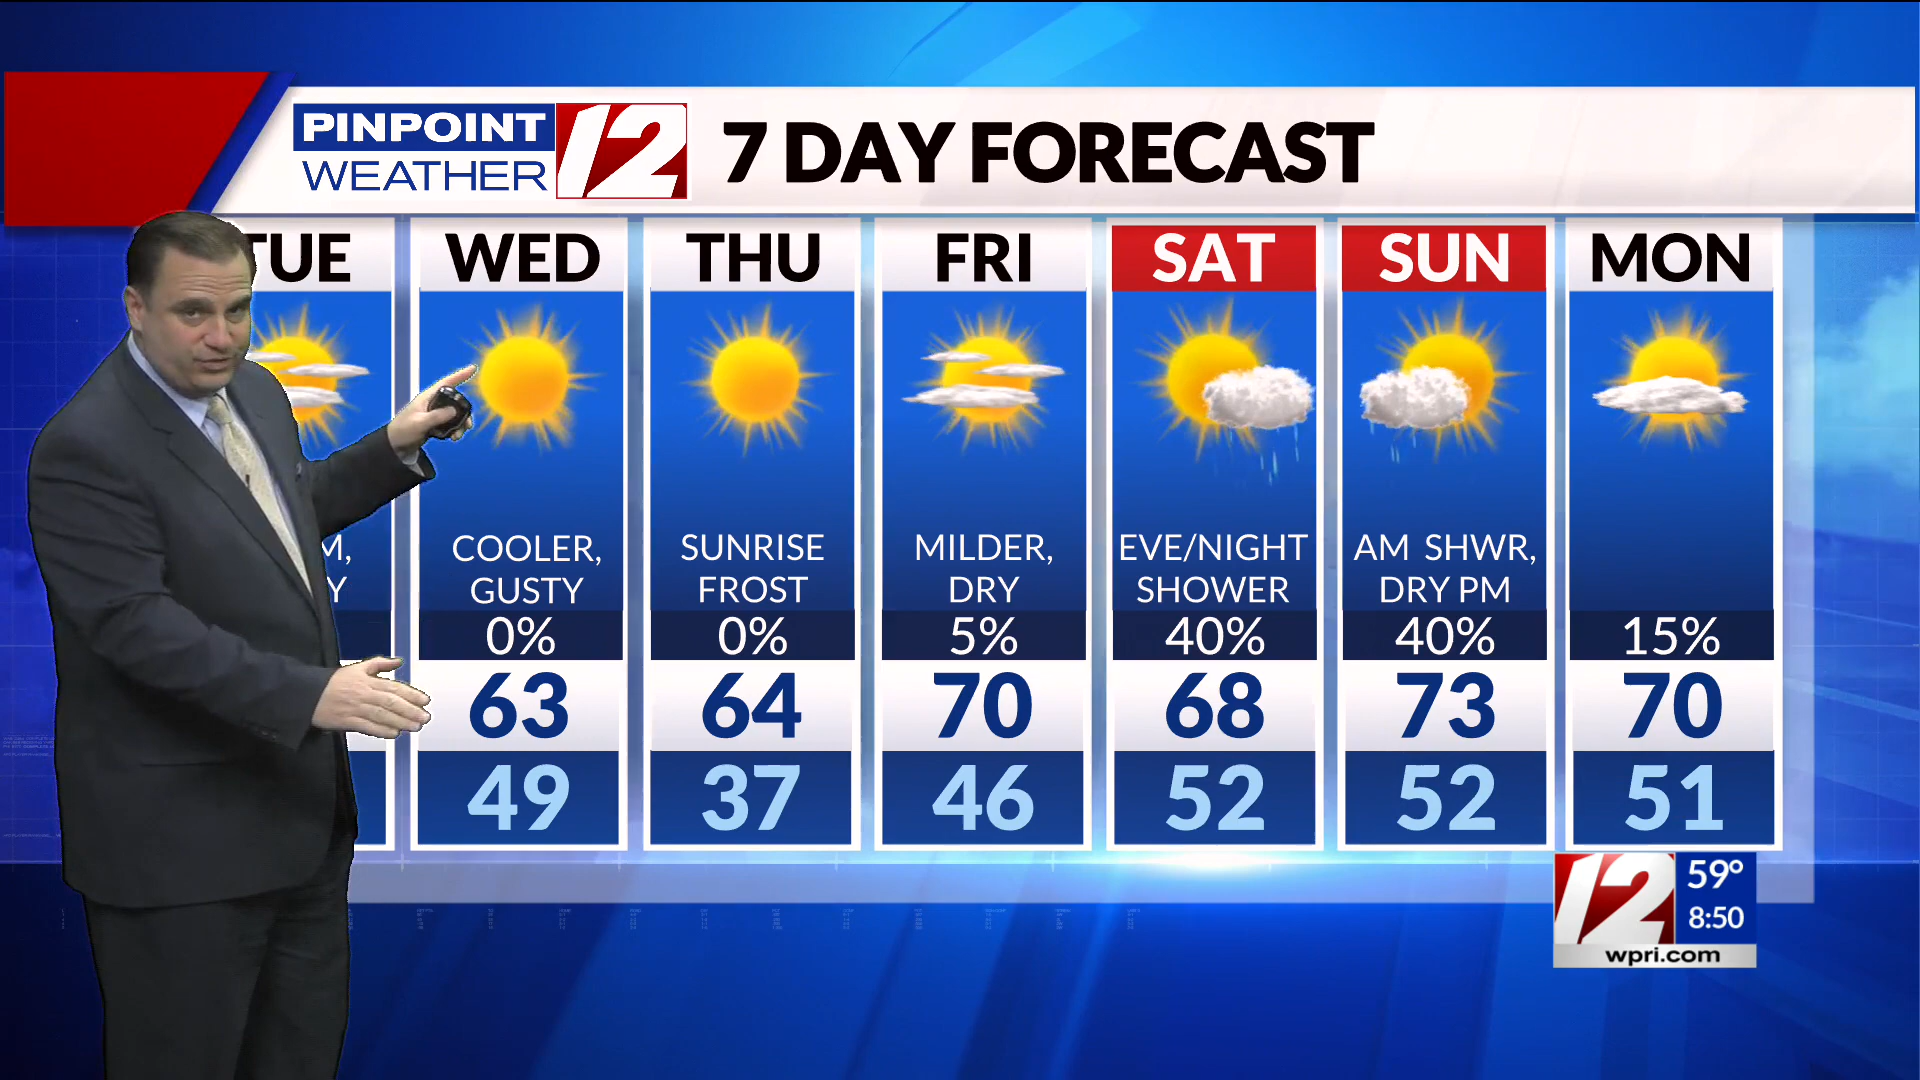 PINPOINT
WEATHER
12
7 DAY FORECAST
TUE
WED
THU
FRI
SAT
SUN
MON
COOLER,
GUSTY
SUNRISE
FROST
MILDER,
DRY
EVE/NIGHT
SHOWER
AM SHWR,
DRY PM
0%
0%
5%
40%
40%
15%
63
64
70
68
73
70
49
37
46
52
52
51
12
59°
8:50
wpri.com